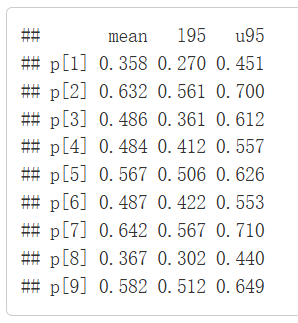 ##       mean   l95   u95
## p[1] 0.358 0.270 0.451
## p[2] 0.632 0.561 0.700
## p[3] 0.486 0.361 0.612
## p[4] 0.484 0.412 0.557
## p[5] 0.567 0.506 0.626
## p[6] 0.487 0.422 0.553
## p[7] 0.642 0.567 0.710
## p[8] 0.367 0.302 0.440
## p[9] 0.582 0.512 0.649